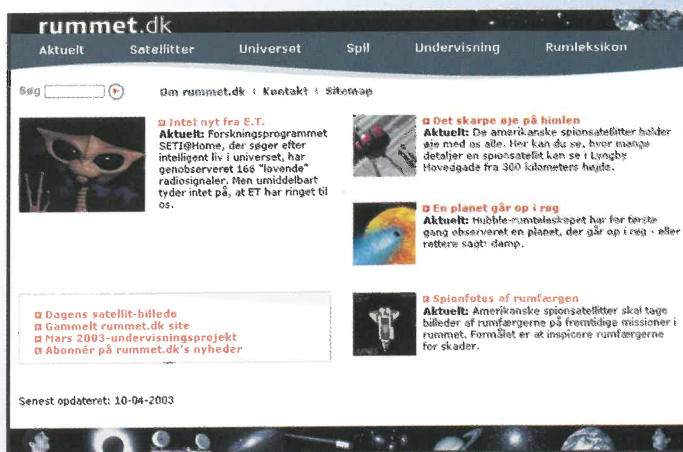 rummet.dk
Aktuelt Satellitter Universet Spil Undervisning Rumleksikon
Søg
Om rummet.dk | Kontakt | Sitemap
Intet nyt fra E.T.
Aktuelt: Forskningsprogrammet
SETI@Home, der søger efter
intelligent liv i universet, har
genobserveret 166 "lovende"
radiosignaler. Men umiddelbart
tyder intet på, at ET har ringet til
os.
Det skarpe øje på himlen
Aktuelt: De amerikanske spionsatellitter holder
øje med os alle. Her kan du se, hvor mange
detaljer en spionsatellit kan se i Lyngby
Hovedgade fra 300 kilometers højde.
En planet går op i røg
Aktuelt: Hubble-rumteleskopet har for første
gang observeret en planet, der går op i røg - eller
rettere sagt: damp.
Spionfotos af rumfærgen
Aktuelt: Amerikanske spionsatellitter skal tage
billeder af rumfærgerne på fremtidige missioner i
rummet. Formålet er at inspicere rumfærgerne
for skader.
Dagens satellit-billede
Gammelt rummet.dk site
Mars 2003-undervisningsprojekt
Abonnér på rummet.dk's nyheder
Senest opdateret: 10-04-2003